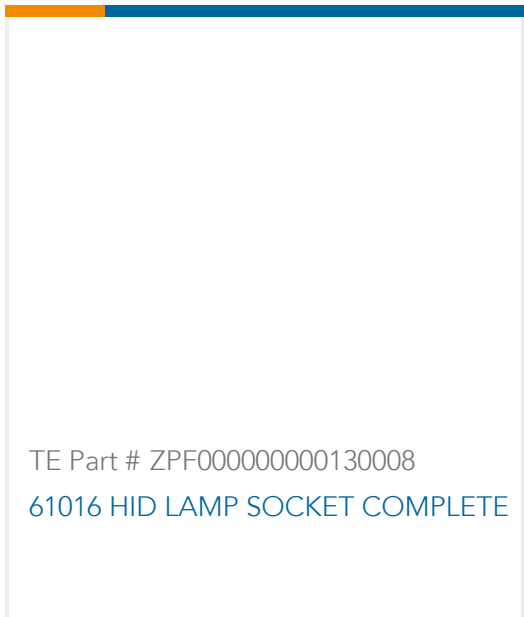 TE Part # ZPF000000000130008
61016 HID LAMP SOCKET COMPLETE